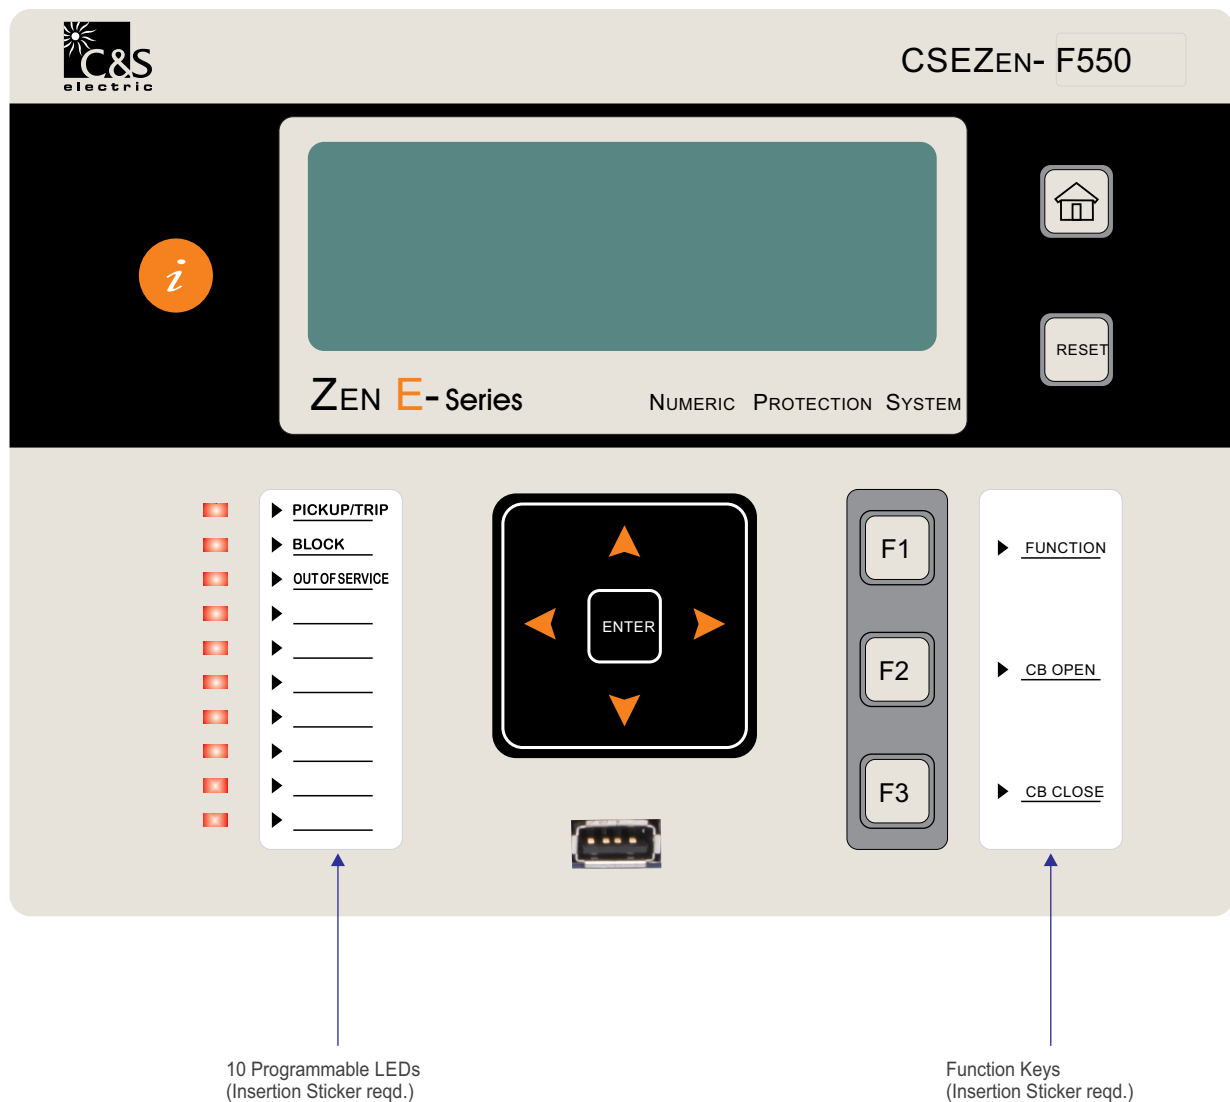 C&S
electric
CSEZEN- F550
i
RESET
ZEN E-Series
NUMERIC PROTECTION SYSTEM
PICKUP/TRIP
BLOCK
OUT OF SERVICE
ENTER
F1
F2
F3
FUNCTION
CB OPEN
CB CLOSE
10 Programmable LEDs
(Insertion Sticker reqd.)
Function Keys
(Insertion Sticker reqd.)